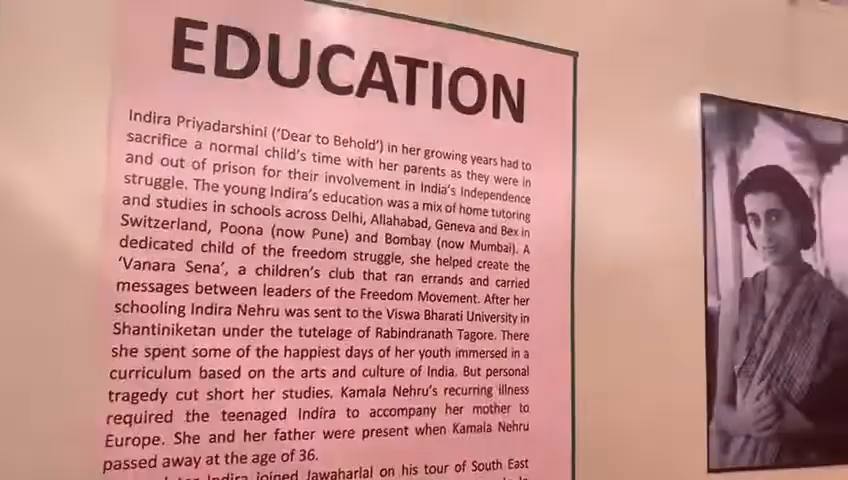 EDUCATION
Indira Priyadarshini ('Dear to Behold') in her growing years had to
sacrifice a normal child's time with her parents as they were in
and out of prison for their involvement in India's Independence
struggle. The young Indira's education was a mix of home tutoring
and studies in schools across Delhi, Allahabad, Geneva and Bex in
Switzerland, Poona (now Pune) and Bombay (now Mumbai). A
dedicated child of the freedom struggle, she helped create the
'Vanara Sena', a children's club that ran errands and carried
messages between leaders of the Freedom Movement. After her
schooling Indira Nehru was sent to the Viswa Bharati University in
Shantiniketan under the tutelage of Rabindranath Tagore. There
she spent some of the happiest days of her youth immersed in a
curriculum based on the arts and culture of India. But personal
tragedy cut short her studies. Kamala Nehru's recurring illness
required the teenaged Indira to accompany her mother to
Europe. She and her father were present when Kamala Nehru
passed away at the age of 36.
Indira joined Jawaharlal on his tour of South East